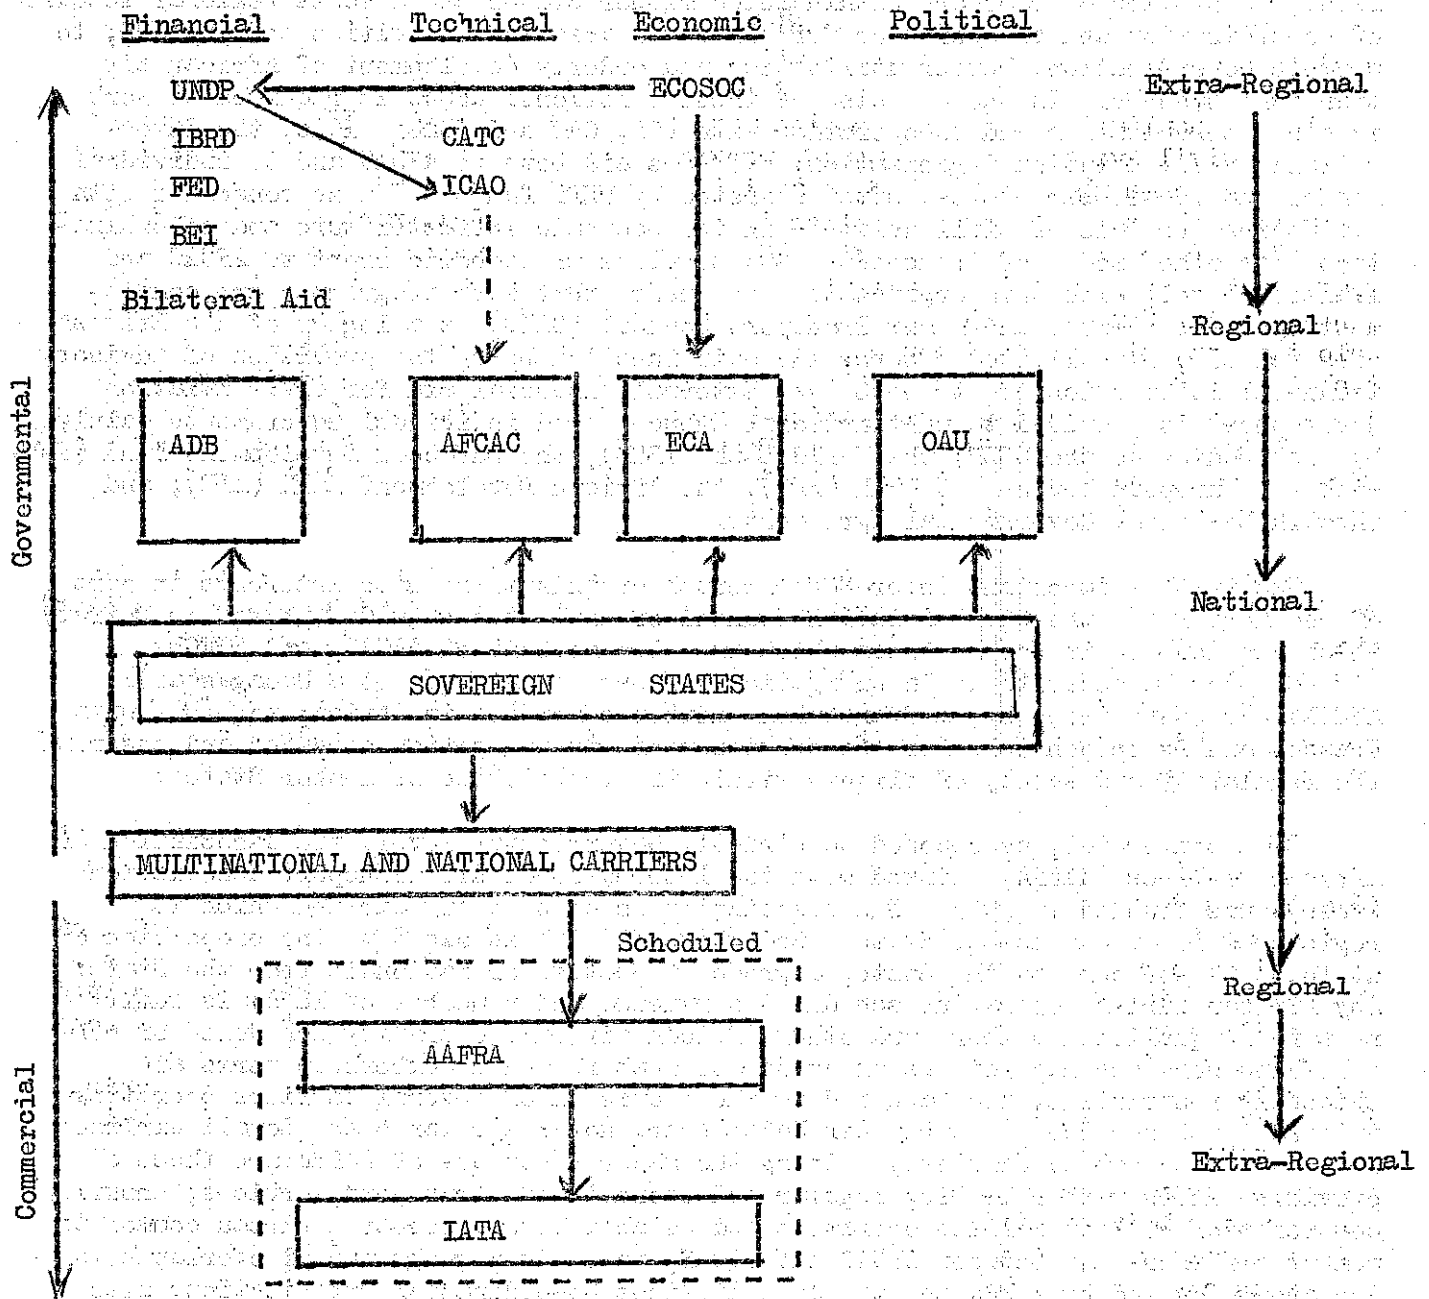 Financial Technical Economic Political
UNDP ECOSOC Extra-Regional
IBRD CATC
FED ICAO
BEI
Bilateral Aid
Regional
Governmental
ADB AFCAC ECA OAU
National
SOVEREIGN STATES
MULTINATIONAL AND NATIONAL CARRIERS
Scheduled
Regional
AAFRA
Commercial
Extra-Regional
IATA